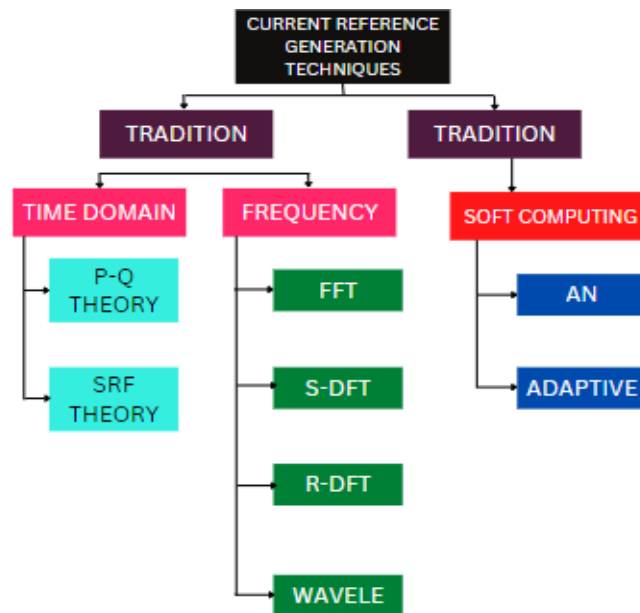 CURRENT REFERENCE
GENERATION
TECHNIQUES
TRADITION
TRADITION
TIME DOMAIN
FREQUENCY
SOFT COMPUTING
P-Q
THEORY
FFT
AN
SRF
THEORY
S-DFT
ADAPTIVE
R-DFT
WAVELE